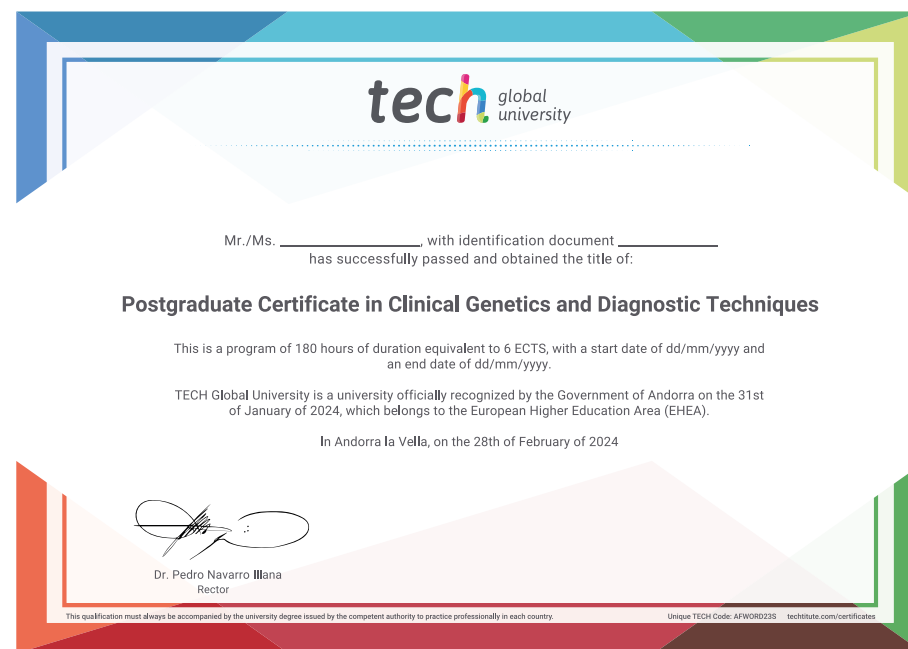 tech global university
Mr./Ms. ____________________, with identification document ______________
has successfully passed and obtained the title of:
Postgraduate Certificate in Clinical Genetics and Diagnostic Techniques
This is a program of 180 hours of duration equivalent to 6 ECTS, with a start date of dd/mm/yyyy and
an end date of dd/mm/yyyy.
TECH Global University is a university officially recognized by the Government of Andorra on the 31st
of January of 2024, which belongs to the European Higher Education Area (EHEA).
In Andorra la Vella, on the 28th of February of 2024
Dr. Pedro Navarro Illana
Rector
This qualification must always be accompanied by the university degree issued by the competent authority to practice professionally in each country.
Unique TECH Code: AFWORD23S techtitute.com/certificates